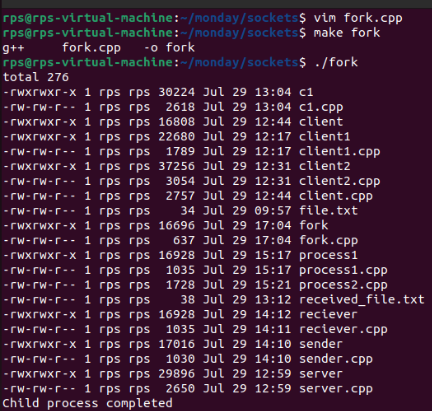 rps@rps-virtual-machine:~/monday/sockets$ vim fork.cpp
rps@rps-virtual-machine:~/monday/sockets$ make fork
g++     fork.cpp   -o fork
rps@rps-virtual-machine:~/monday/sockets$ ./fork
total 276
-rwxrwxr-x 1 rps rps 30224 Jul 29 13:04 c1
-rw-rw-r-- 1 rps rps  2618 Jul 29 13:04 c1.cpp
-rwxrwxr-x 1 rps rps 16808 Jul 29 12:44 client
-rwxrwxr-x 1 rps rps 22680 Jul 29 12:17 client1
-rw-rw-r-- 1 rps rps  1789 Jul 29 12:17 client1.cpp
-rwxrwxr-x 1 rps rps 37256 Jul 29 12:31 client2
-rw-rw-r-- 1 rps rps  3054 Jul 29 12:31 client2.cpp
-rw-rw-r-- 1 rps rps  2757 Jul 29 12:44 client.cpp
-rw-rw-r-- 1 rps rps    34 Jul 29 09:57 file.txt
-rwxrwxr-x 1 rps rps 16696 Jul 29 17:04 fork
-rw-rw-r-- 1 rps rps   637 Jul 29 17:04 fork.cpp
-rwxrwxr-x 1 rps rps 16928 Jul 29 15:17 process1
-rw-rw-r-- 1 rps rps  1035 Jul 29 15:17 process1.cpp
-rw-rw-r-- 1 rps rps  1728 Jul 29 15:21 process2.cpp
-rw-rw-r-- 1 rps rps    38 Jul 29 13:12 received_file.txt
-rwxrwxr-x 1 rps rps 16928 Jul 29 14:12 reciever
-rw-rw-r-- 1 rps rps  1035 Jul 29 14:11 reciever.cpp
-rwxrwxr-x 1 rps rps 17016 Jul 29 14:10 sender
-rw-rw-r-- 1 rps rps  1030 Jul 29 14:10 sender.cpp
-rwxrwxr-x 1 rps rps 29896 Jul 29 12:59 server
-rw-rw-r-- 1 rps rps  2650 Jul 29 12:59 server.cpp
Child process completed